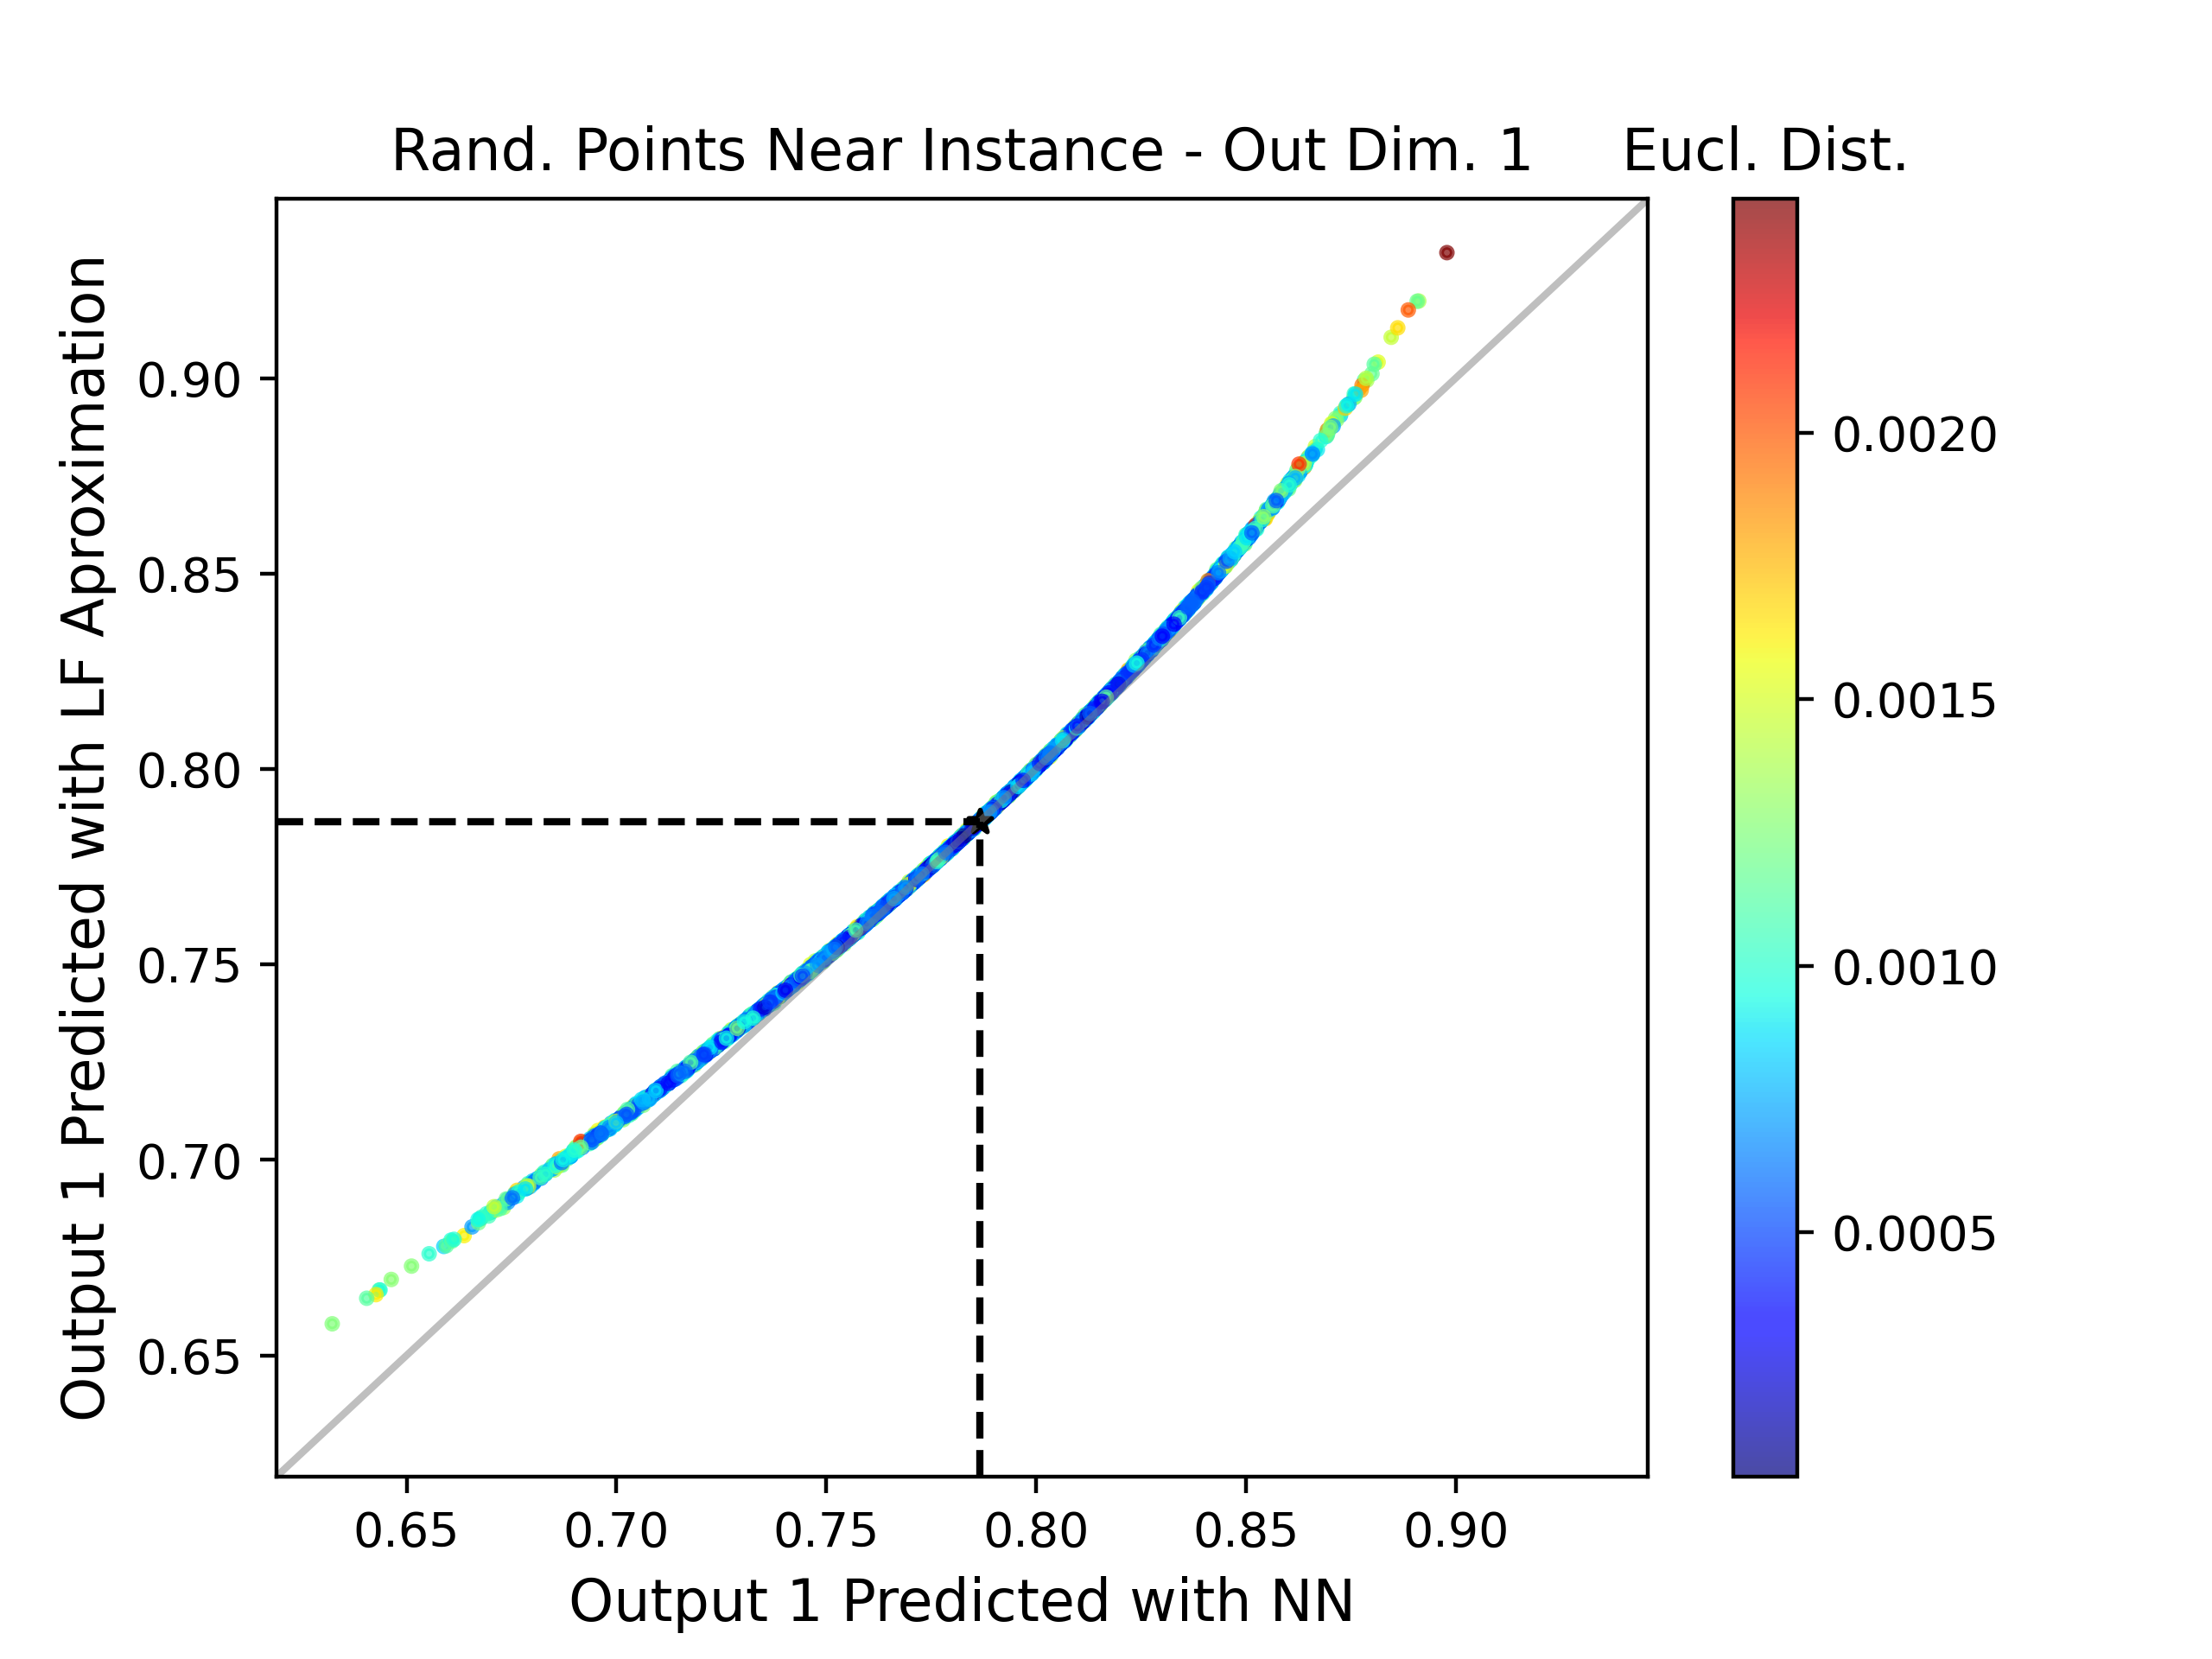 Rand. Points Near Instance - Out Dim. 1
Eucl. Dist.
Output 1 Predicted with LF Aproximation
0.90
0.85
0.80
0.75
0.70
0.65
0.65 0.70 0.75 0.80 0.85 0.90
Output 1 Predicted with NN
0.0020
0.0015
0.0010
0.0005